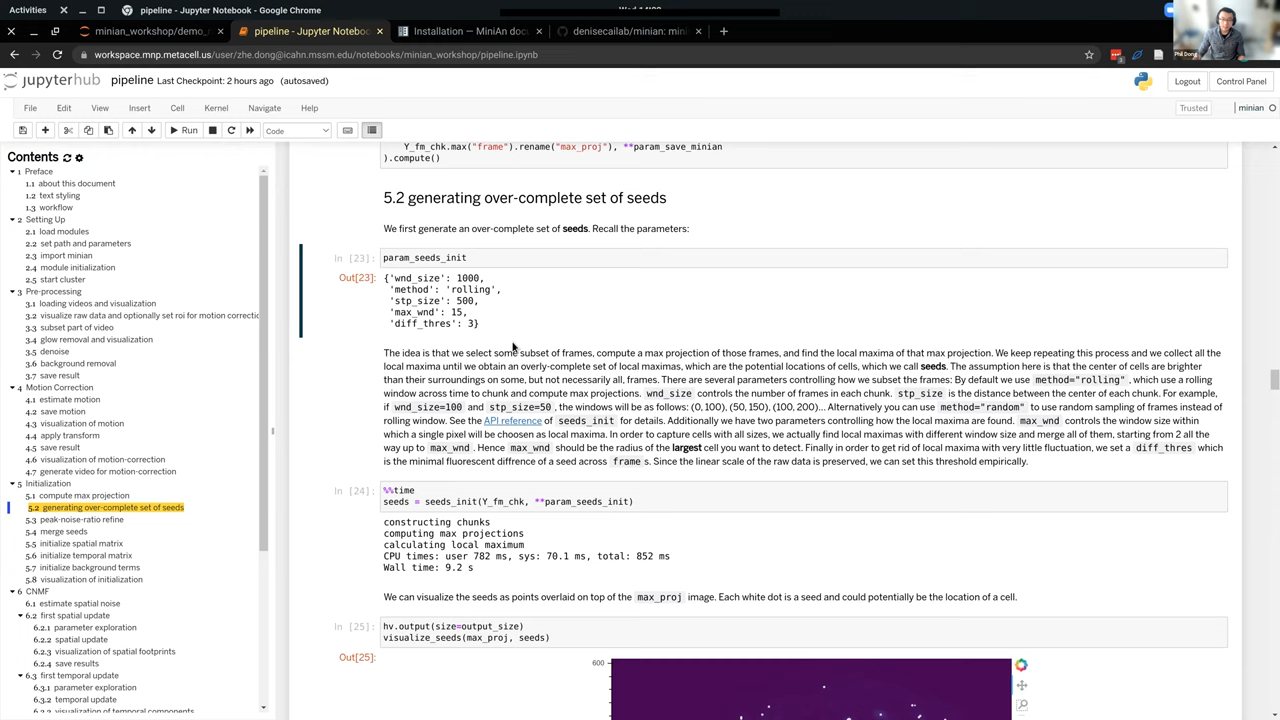 Activities
pipeline - Jupyter Notebook - Google Chrome
minian_workshop/demo_r
pipeline - Jupyter Notebook
Installation — MiniAn docu
denisecailab/minian: mini
workspace.mnp.metacell.us/user/zhe.dong@icahn.mssm.edu/notebooks/minian_workshop/pipeline.ipynb
Phil Dong
jupyterhub pipeline Last Checkpoint: 2 hours ago (autosaved)
Logout Control Panel
File Edit View Insert Cell Kernel Navigate Help
Trusted minian
Run Code
Contents
1 Preface
1.1 about this document
1.2 text styling
1.3 workflow
2 Setting Up
2.1 load modules
2.2 set path and parameters
2.3 import minian
2.4 module initialization
2.5 start cluster
3 Pre-processing
3.1 loading videos and visualization
3.2 visualize raw data and optionally set roi for motion correctio
3.3 subset part of video
3.4 glow removal and visualization
3.5 denoise
3.6 background removal
3.7 save result
4 Motion Correction
4.1 estimate motion
4.2 save motion
4.3 visualization of motion
4.4 apply transform
4.5 save result
4.6 visualization of motion-correction
4.7 generate video for motion-correction
5 Initialization
5.1 compute max projection
5.2 generating over-complete set of seeds
5.3 peak-noise-ratio refine
5.4 merge seeds
5.5 initialize spatial matrix
5.6 initialize temporal matrix
5.7 initialize background terms
5.8 visualization of initialization
6 CNMF
6.1 estimate spatial noise
6.2 first spatial update
6.2.1 parameter exploration
6.2.2 spatial update
6.2.3 visualization of spatial footprints
6.2.4 save results
6.3 first temporal update
6.3.1 parameter exploration
6.3.2 temporal update
6.3.3 visualization of temporal components
Y_fm_chk.max("frame").rename("max_proj"), **param_save_minian
).compute()
5.2 generating over-complete set of seeds
We first generate an over-complete set of seeds. Recall the parameters:
In [23]: param_seeds_init
Out[23]: {'wnd_size': 1000,
'method': 'rolling',
'stp_size': 500,
'max_wnd': 15,
'diff_thres': 3}
The idea is that we select some subset of frames, compute a max projection of those frames, and find the local maxima of that max projection. We keep repeating this process and we collect all the
local maxima until we obtain an overly-complete set of local maximas, which are the potential locations of cells, which we call seeds. The assumption here is that the center of cells are
brighter than their surroundings on some, but not necessarily all, frames. There are several parameters controlling how we subset the frames: By default we use method="rolling", which use a rolling
window across time to chunk and compute max projections. wnd_size controls the number of frames in each chunk. stp_size is the distance between the center of each chunk. For example,
if wnd_size=100 and stp_size=50, the windows will be as follows: (0, 100), (50, 150), (100, 200)... Alternatively you can use method="random" to use random sampling of frames instead of
rolling window. See the API reference of seeds_init for details. Additionally we have two parameters controlling how the local maxima are found. max_wnd controls the window size within
which a single pixel will be choosen as local maxima. In order to capture cells with all sizes, we actually find local maximas with different window size and merge all of them, starting from 2 all the
way up to max_wnd. Hence max_wnd should be the radius of the largest cell you want to detect. Finally in order to get rid of local maxima with very little fluctuation, we set a diff_thres which
is the minimal fluorescent diffrence of a seed across frame s. Since the linear scale of the raw data is preserved, we can set this threshold empirically.
In [24]: %%time
seeds = seeds_init(Y_fm_chk, **param_seeds_init)
constructing chunks
computing max projections
calculating local maximum
CPU times: user 782 ms, sys: 70.1 ms, total: 852 ms
Wall time: 9.2 s
We can visualize the seeds as points overlaid on top of the max_proj image. Each white dot is a seed and could potentially be the location of a cell.
In [25]: hv.output(size=output_size)
visualize_seeds(max_proj, seeds)
Out[25]:
600